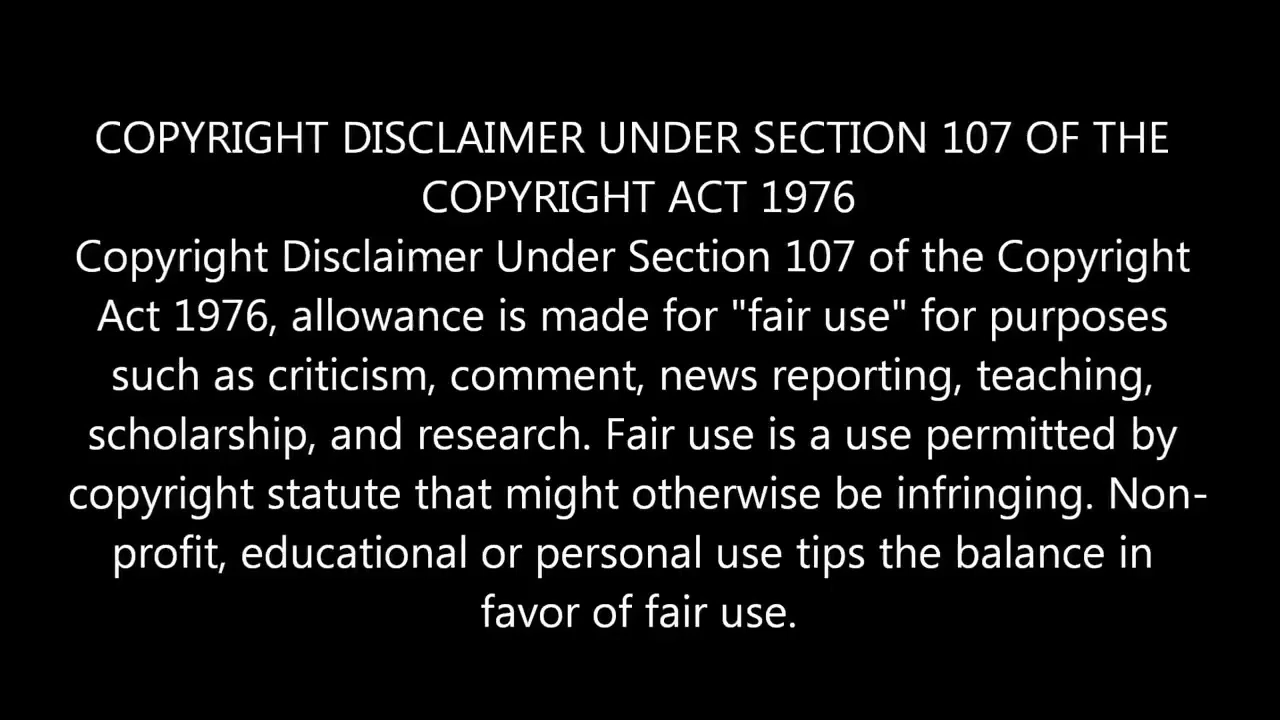 COPYRIGHT DISCLAIMER UNDER SECTION 107 OF THE
COPYRIGHT ACT 1976
Copyright Disclaimer Under Section 107 of the Copyright
Act 1976, allowance is made for "fair use" for purposes
such as criticism, comment, news reporting, teaching,
scholarship, and research. Fair use is a use permitted by
copyright statute that might otherwise be infringing. Non-
profit, educational or personal use tips the balance in
favor of fair use.